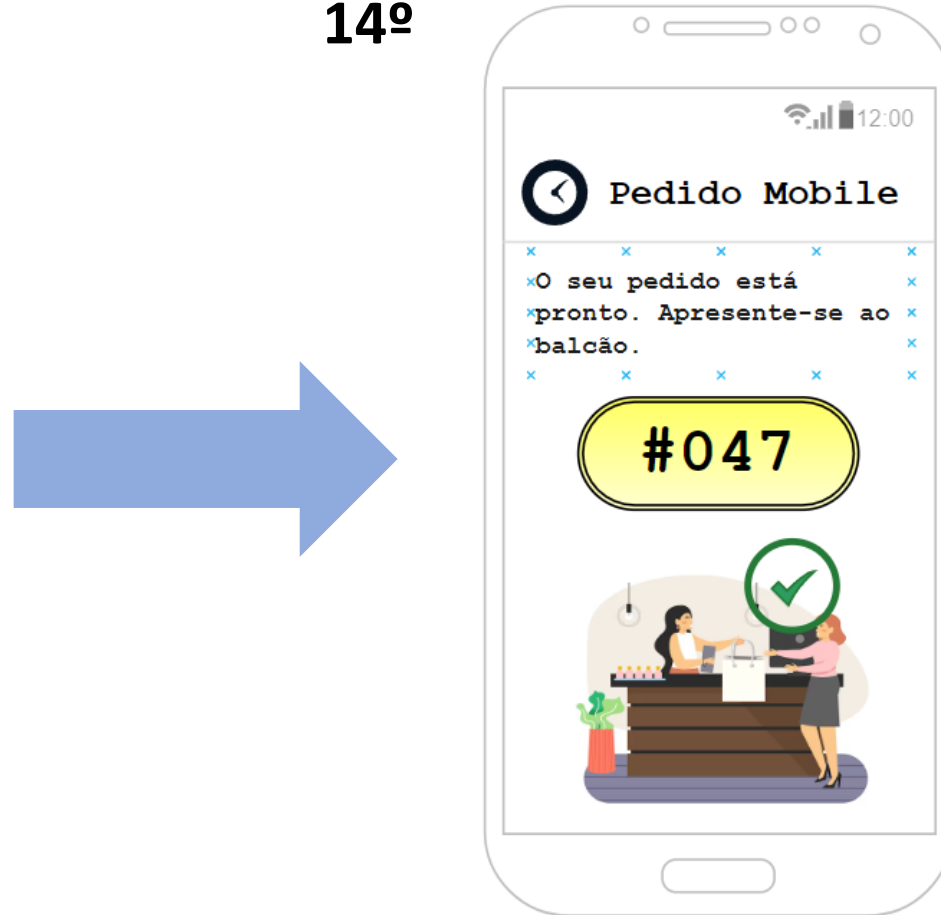 14º
12:00
Pedido Mobile
O seu pedido está
pronto. Apresente-se ao
balcão.
#047